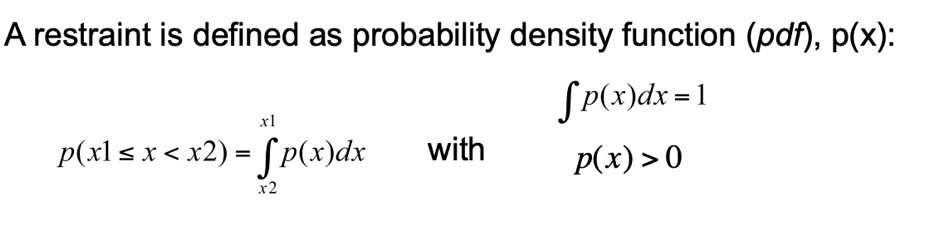 A restraint is defined as probability density function (pdf), p(x):
∫p(x)dx = 1
x1
p(x1 ≤ x < x2) = ∫p(x)dx with p(x) > 0
x2